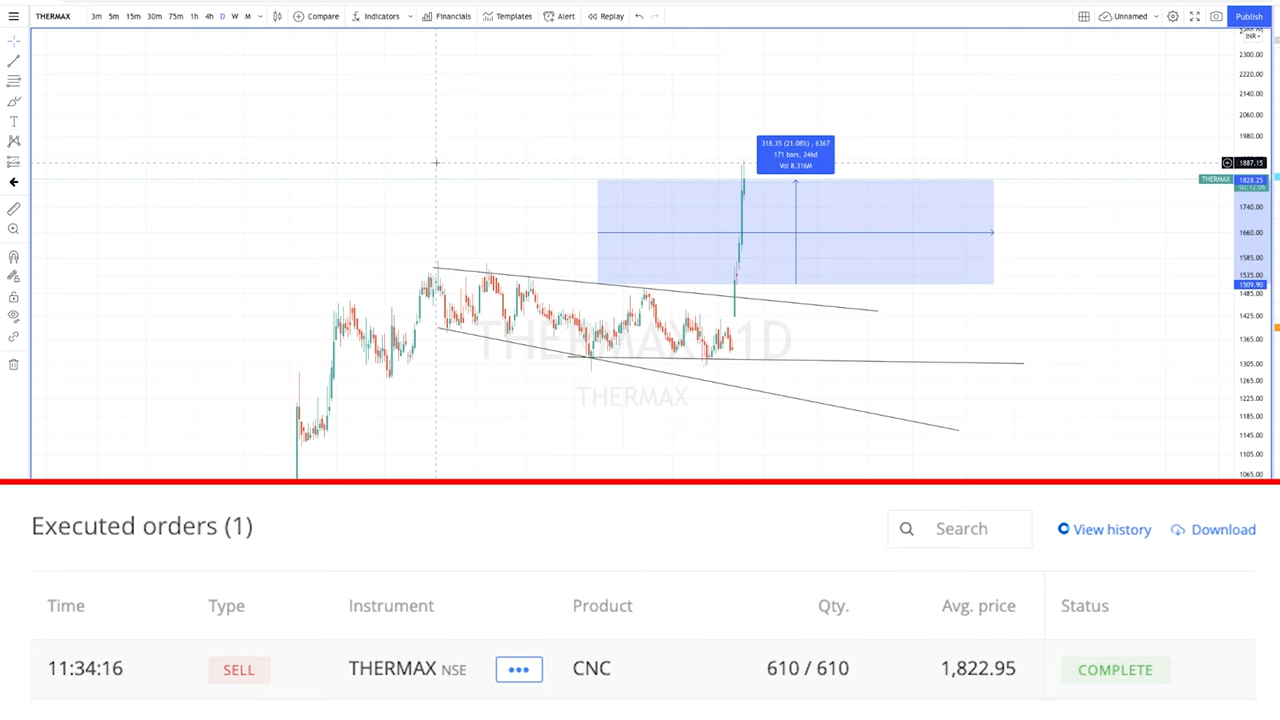 THERMAX 3m 5m 15m 30m 75m 1h 4h D W M Compare Indicators Financials Templates Alert Replay Unnamed Publish
INR
2300.00
2220.00
2140.00
2060.00
1980.00
318.35 (21.08%) , 6367
171 bars, 246d
Vol 8.316M
1887.15
THERMAX 1828.25
02:12:06
1740.00
1660.00
1585.00
1535.00
1509.90
1485.00
1425.00
1365.00
1305.00
1265.00
1225.00
1185.00
1145.00
1105.00
1065.00
THERMAX, 1D
THERMAX
Executed orders (1) Search View history Download
Time Type Instrument Product Qty. Avg. price Status
11:34:16 SELL THERMAX NSE CNC 610 / 610 1,822.95 COMPLETE